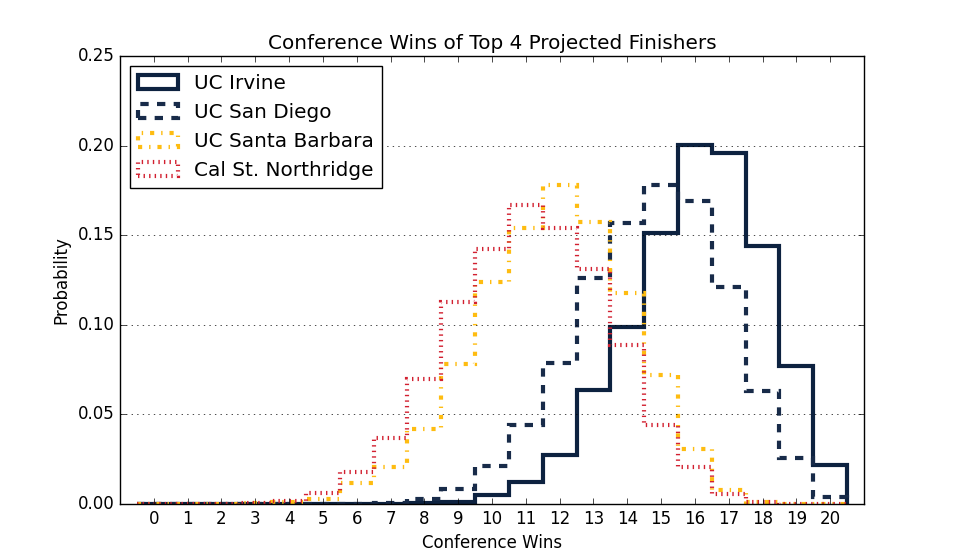 Conference Wins of Top 4 Projected Finishers
UC Irvine
UC San Diego
UC Santa Barbara
Cal St. Northridge
0.25
0.20
0.15
0.10
0.05
0.00
Probability
0 1 2 3 4 5 6 7 8 9 10 11 12 13 14 15 16 17 18 19 20
Conference Wins